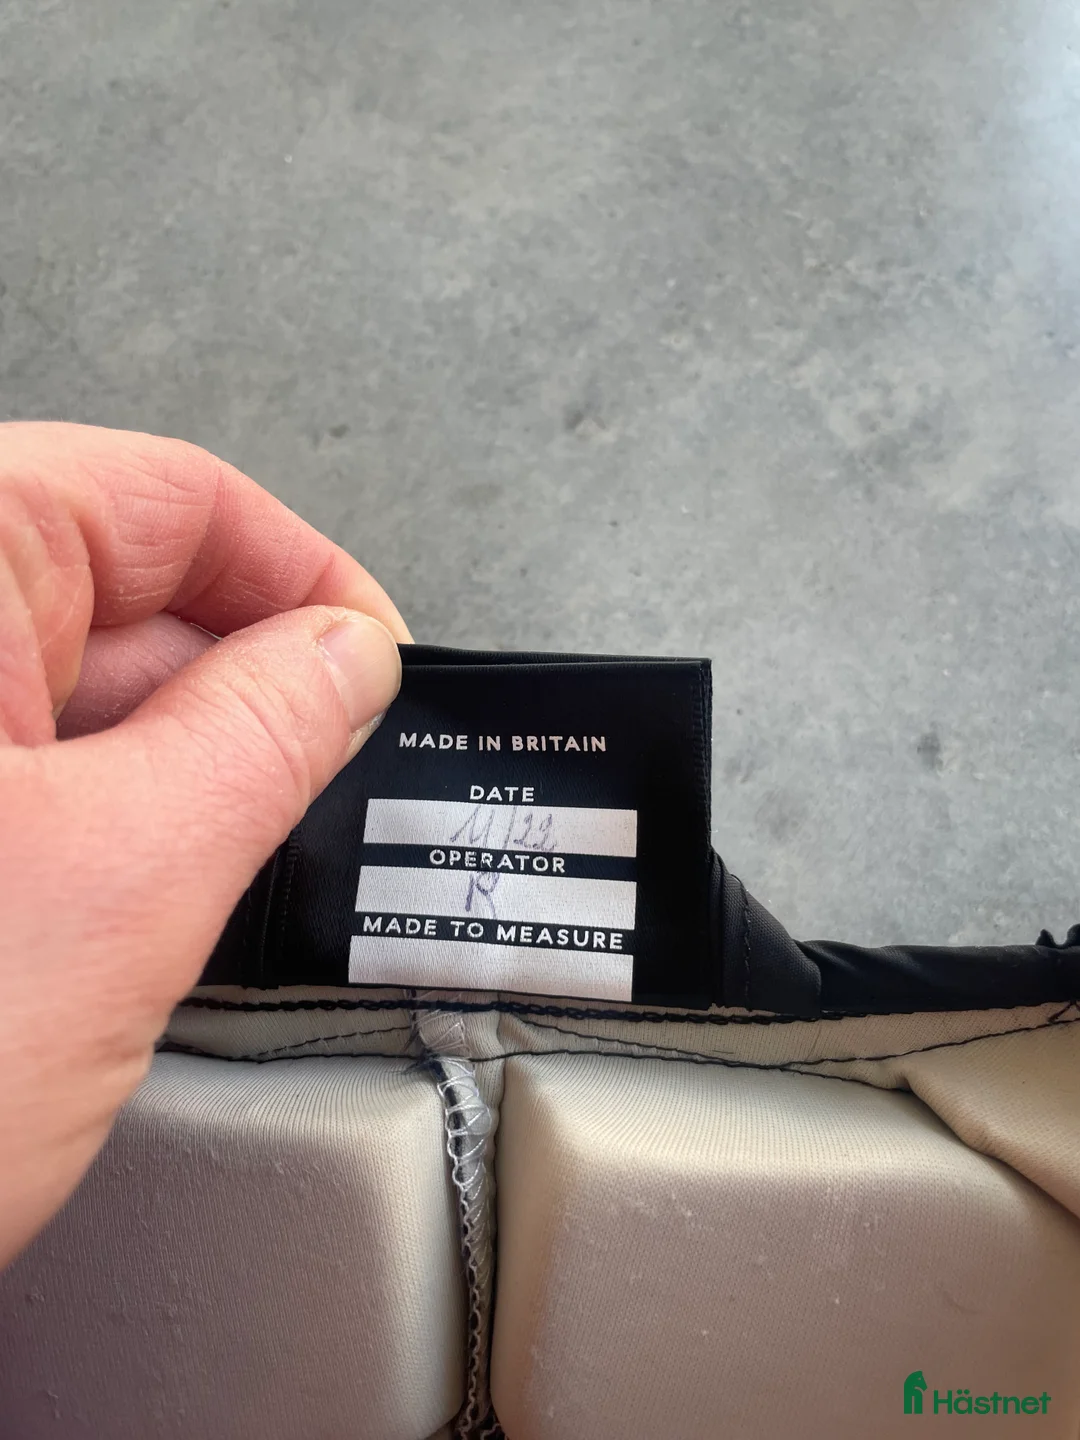 MADE IN BRITAIN
DATE
11/22
OPERATOR
R
MADE TO MEASURE
Hästnet